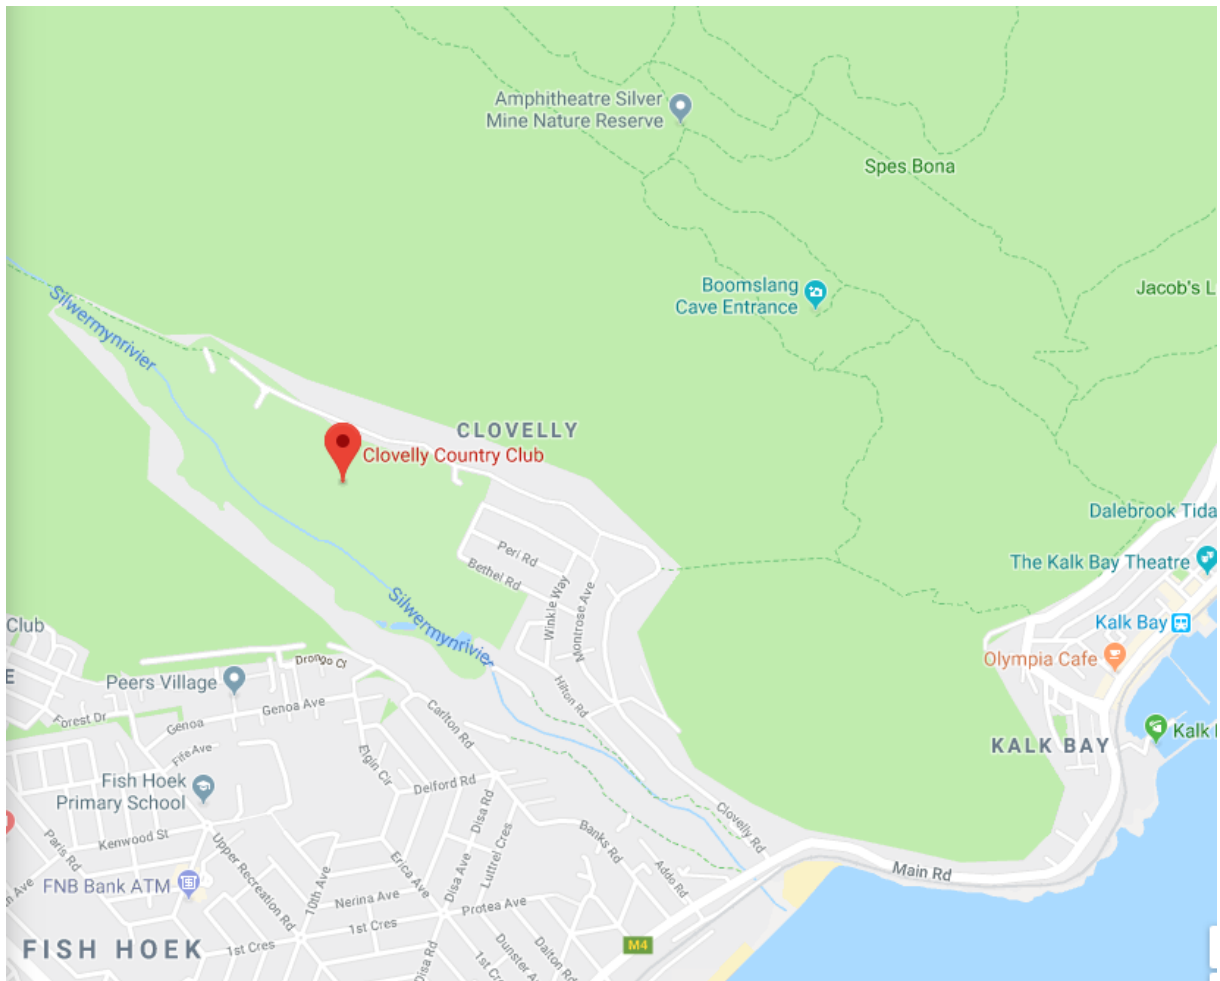 Amphitheatre Silver
Mine Nature Reserve
Spes Bona
Boomslang
Cave Entrance
Jacob's L
Silwermynrivier
CLOVELLY
Clovelly Country Club
Dalebrook Tida
The Kalk Bay Theatre
Peri Rd
Bethel Rd
Winkle Way
Montrose Ave
Silwermynrivier
Kalk Bay
Club
Olympia Cafe
E
Drongo Cr
Peers Village
Hilton Rd
Genoa Ave
Forest Dr
Genoa
Carlton Rd
Kalk
KALK BAY
Fife Ave
Elgin Cir
Fish Hoek
Primary School
Delford Rd
Disa Rd
Clovelly Rd
Kenwood St
Banks Rd
Luttrel Cres
Paris Rd
Upper Recreation Rd
Erica Ave
Disa Ave
Addo Rd
Main Rd
FNB Bank ATM
10th Ave
Nerina Ave
Protea Ave
1st Cres
1st Cres
FISH HOEK
M4
Disa Rd
1st Cres
Dunster A
Dalton Rd